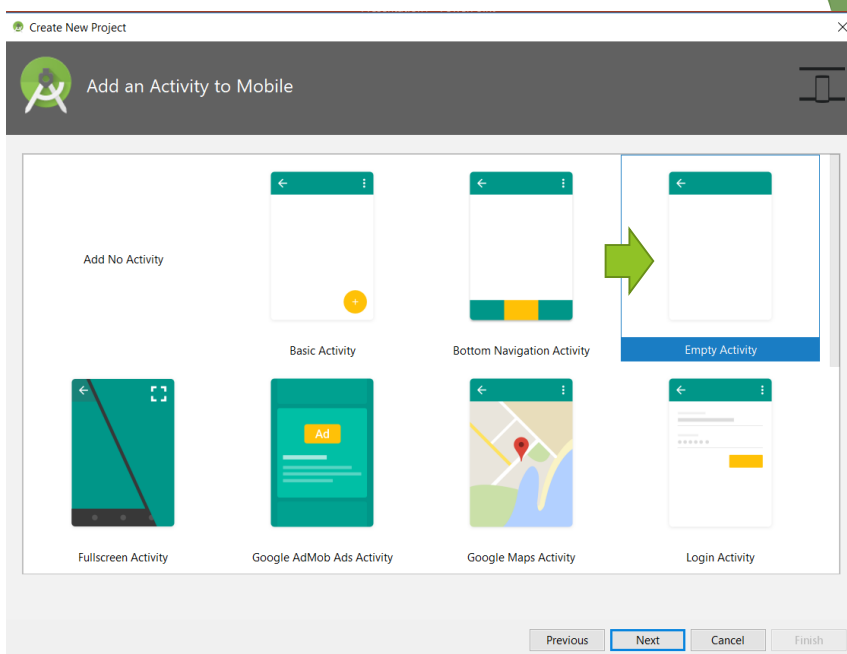 Create New Project
Add an Activity to Mobile
Add No Activity
Basic Activity
Bottom Navigation Activity
Empty Activity
Ad
Fullscreen Activity
Google AdMob Ads Activity
Google Maps Activity
Login Activity
Previous
Next
Cancel
Finish